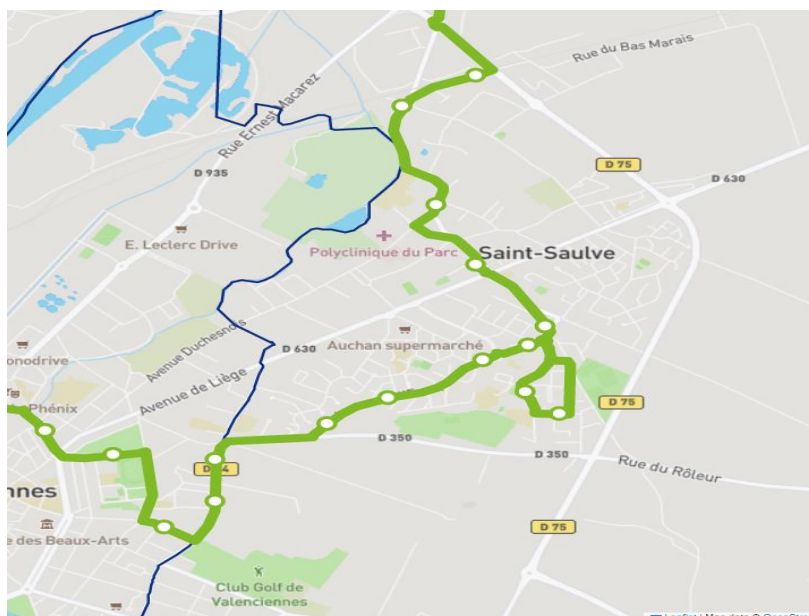 Rue du Bas Marais
Rue Ernest Macarez
D 75
D 935
D 630
E. Leclerc Drive
Polyclinique du Parc
Saint-Saulve
Avenue Duchesnois
D 630
Auchan supermarché
onodrive
Avenue de Liège
Phénix
D 75
D 350
D 350
Rue du Rôleur
nnes
D 75
e des Beaux-Arts
Club Golf de
Valenciennes